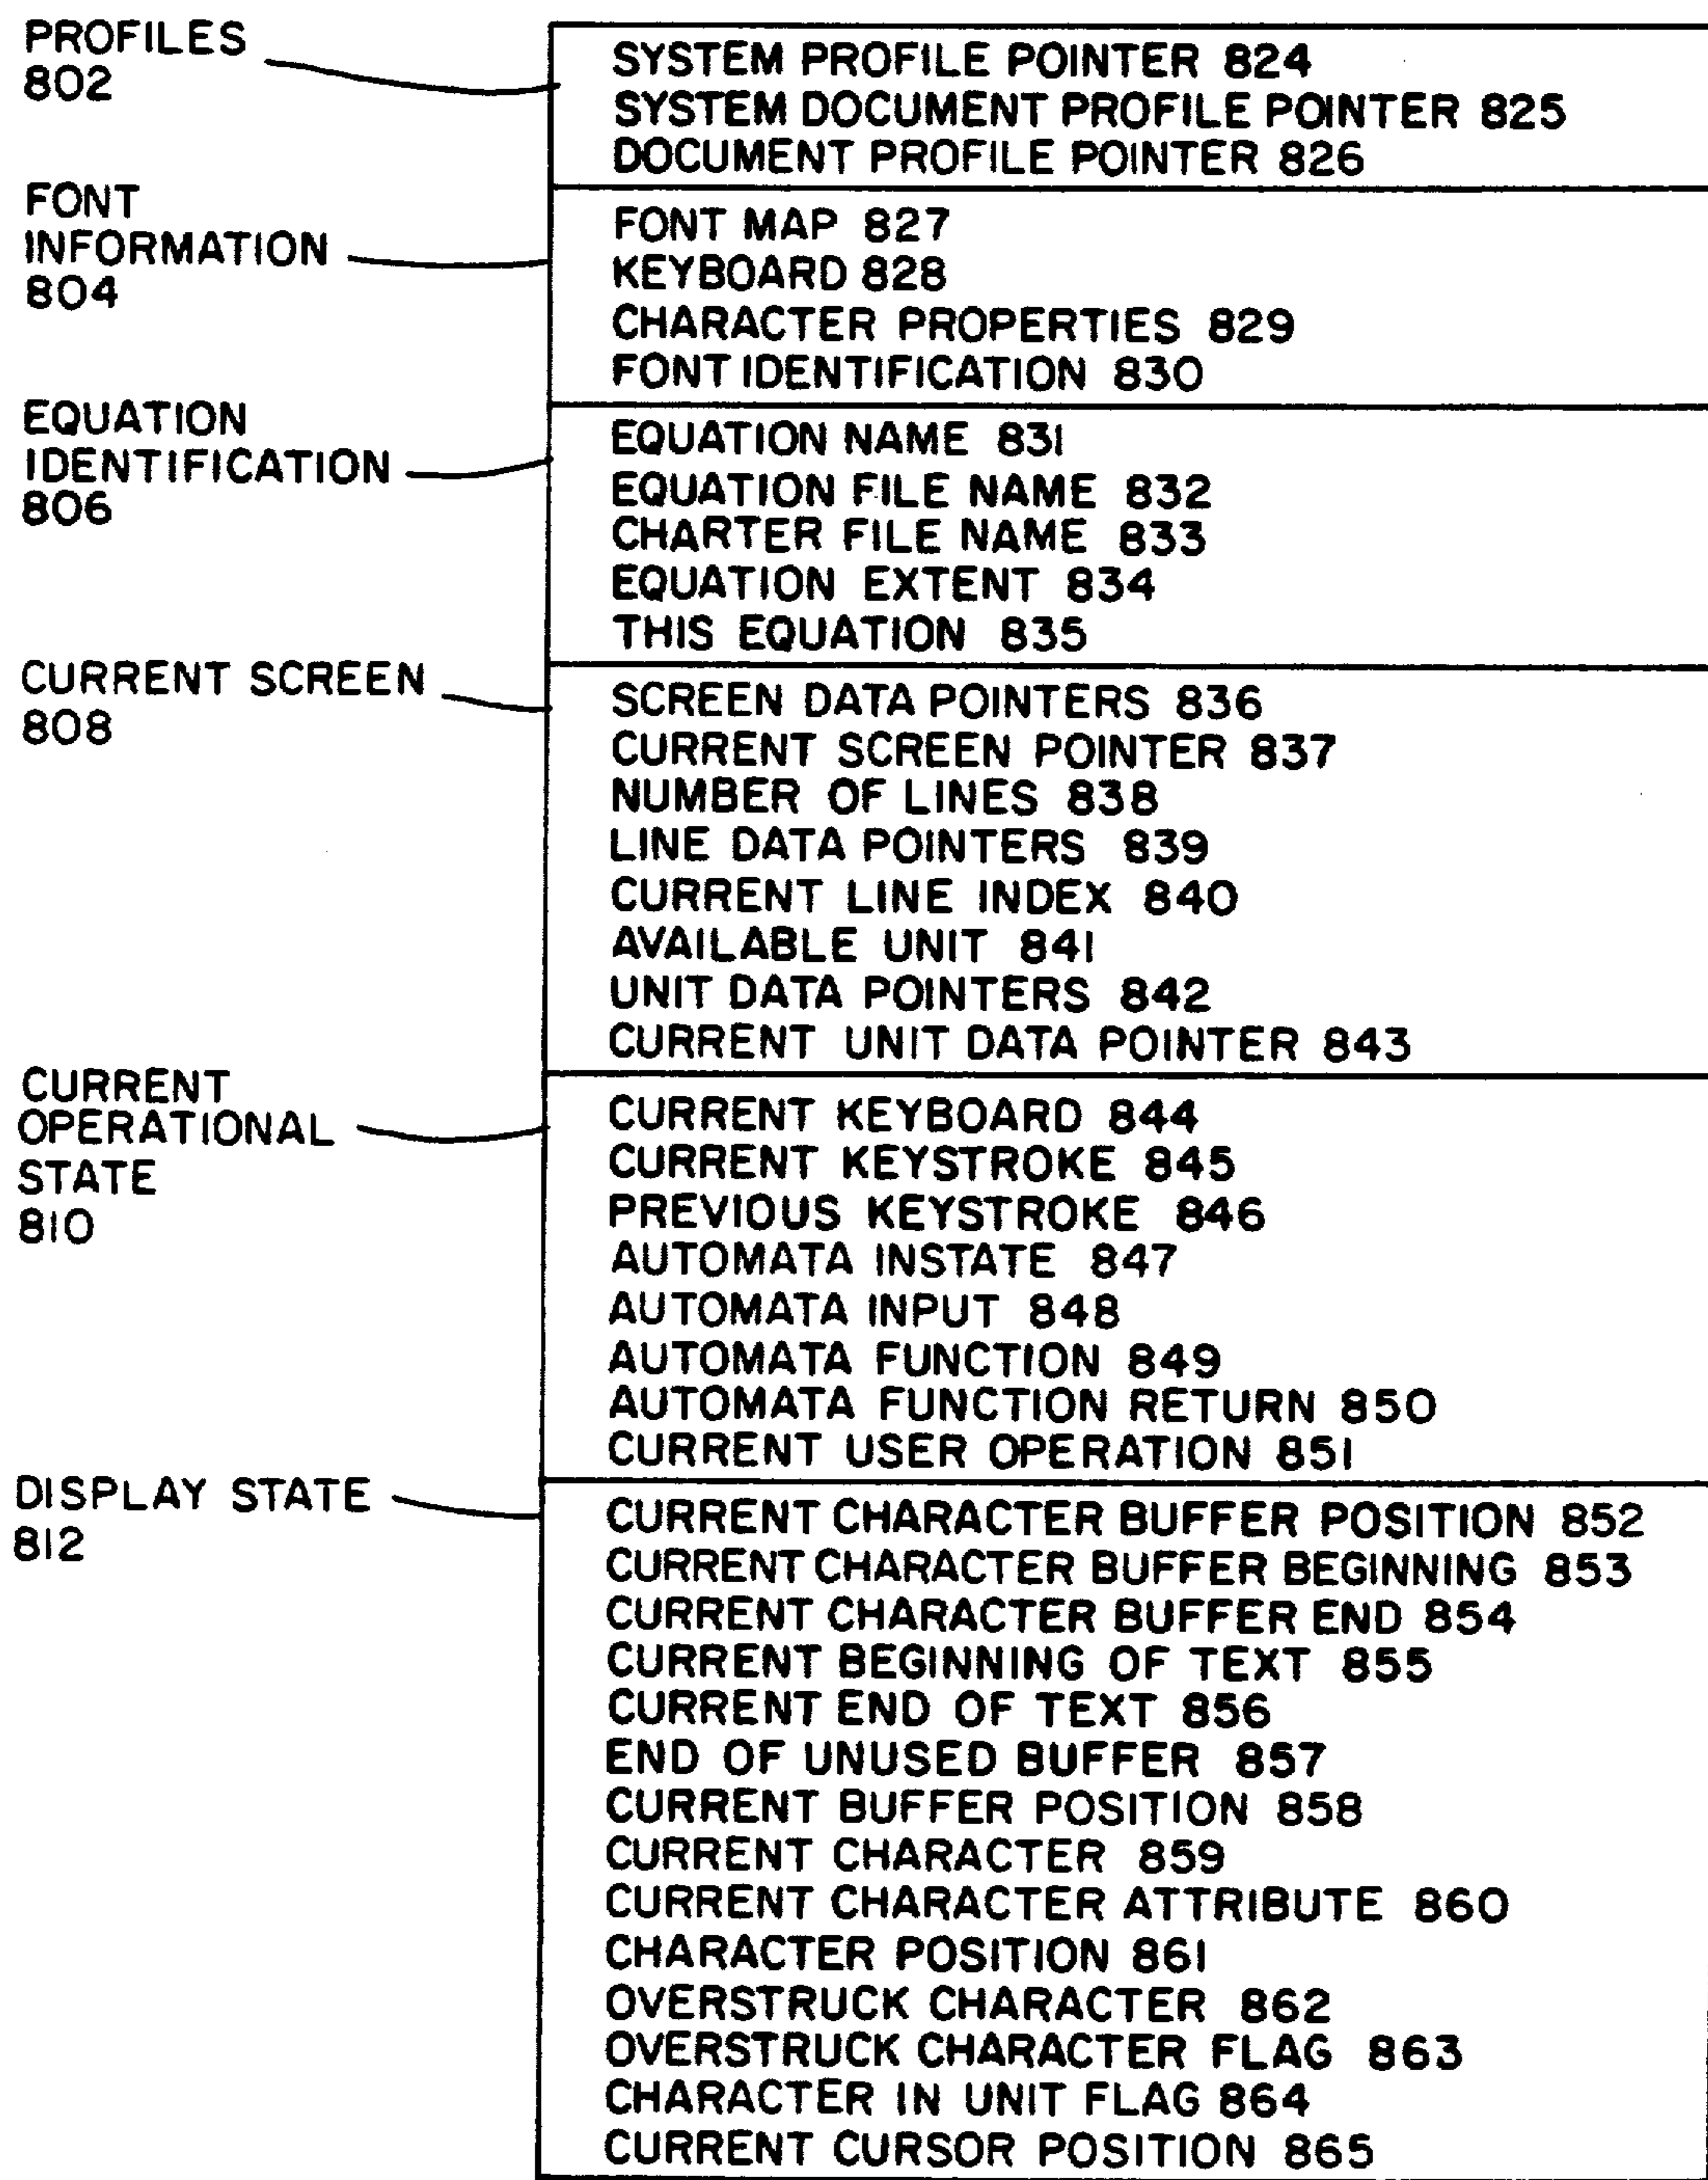 PROFILES
802
SYSTEM PROFILE POINTER 824
SYSTEM DOCUMENT PROFILE POINTER 825
DOCUMENT PROFILE POINTER 826
FONT
INFORMATION
804
FONT MAP 827
KEYBOARD 828
CHARACTER PROPERTIES 829
FONT IDENTIFICATION 830
EQUATION
IDENTIFICATION
806
EQUATION NAME 831
EQUATION FILE NAME 832
CHARTER FILE NAME 833
EQUATION EXTENT 834
THIS EQUATION 835
CURRENT SCREEN
808
SCREEN DATA POINTERS 836
CURRENT SCREEN POINTER 837
NUMBER OF LINES 838
LINE DATA POINTERS 839
CURRENT LINE INDEX 840
AVAILABLE UNIT 841
UNIT DATA POINTERS 842
CURRENT UNIT DATA POINTER 843
CURRENT
OPERATIONAL
STATE
810
CURRENT KEYBOARD 844
CURRENT KEYSTROKE 845
PREVIOUS KEYSTROKE 846
AUTOMATA INSTATE 847
AUTOMATA INPUT 848
AUTOMATA FUNCTION 849
AUTOMATA FUNCTION RETURN 850
CURRENT USER OPERATION 851
DISPLAY STATE
812
CURRENT CHARACTER BUFFER POSITION 852
CURRENT CHARACTER BUFFER BEGINNING 853
CURRENT CHARACTER BUFFER END 854
CURRENT BEGINNING OF TEXT 855
CURRENT END OF TEXT 856
END OF UNUSED BUFFER 857
CURRENT BUFFER POSITION 858
CURRENT CHARACTER 859
CURRENT CHARACTER ATTRIBUTE 860
CHARACTER POSITION 861
OVERSTRUCK CHARACTER 862
OVERSTRUCK CHARACTER FLAG 863
CHARACTER IN UNIT FLAG 864
CURRENT CURSOR POSITION 865